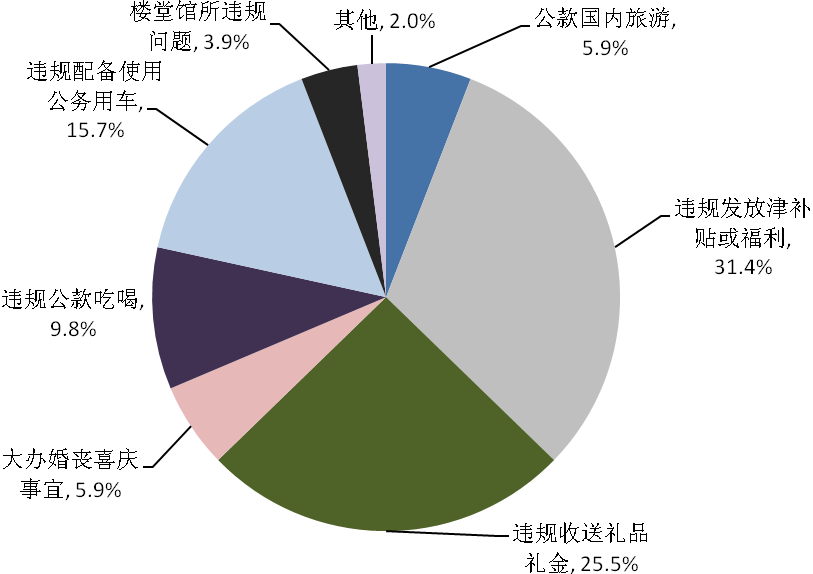 楼堂馆所违规
问题, 3.9%
其他, 2.0%
公款国内旅游,
5.9%
违规配备使用
公务用车,
15.7%
违规发放津补
贴或福利,
31.4%
违规公款吃喝,
9.8%
大办婚丧喜庆
事宜, 5.9%
违规收送礼品
礼金, 25.5%